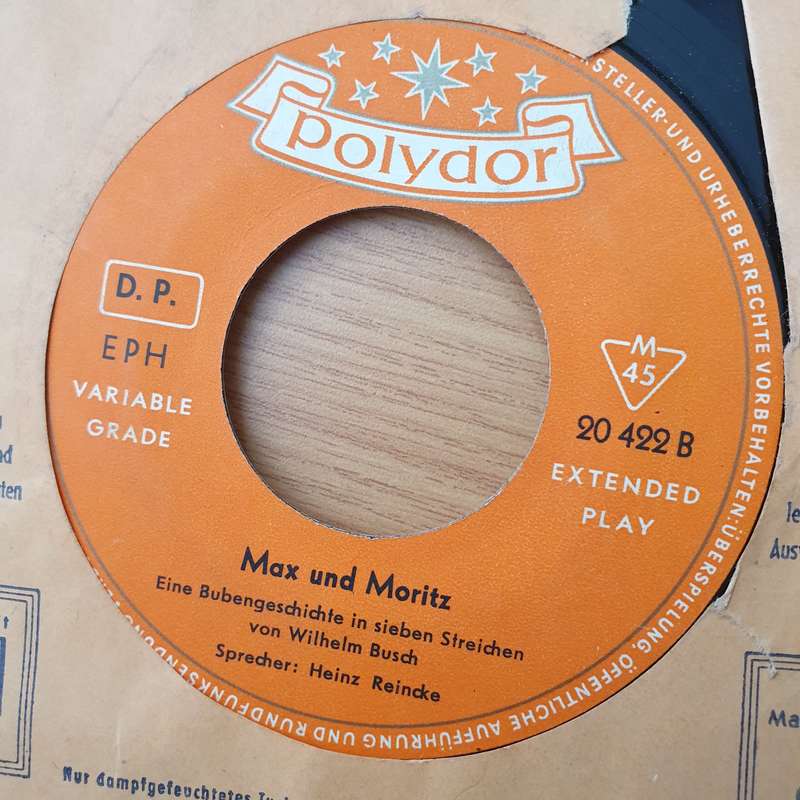 polydor
D. P.
EPH
VARIABLE
GRADE
M
45
20 422 B
EXTENDED
PLAY
Max und Moritz
Eine Bubengeschichte in sieben Streichen
von Wilhelm Busch
Sprecher: Heinz Reincke
STELLER- UND URHEBERRECHTE VORBEHALTEN: ÜBERSPIELUNG, ÖFFENTLICHE AUFFÜHRUNG UND RUNDFUNKSENDUNG
Nur dampfgefeuchtetes